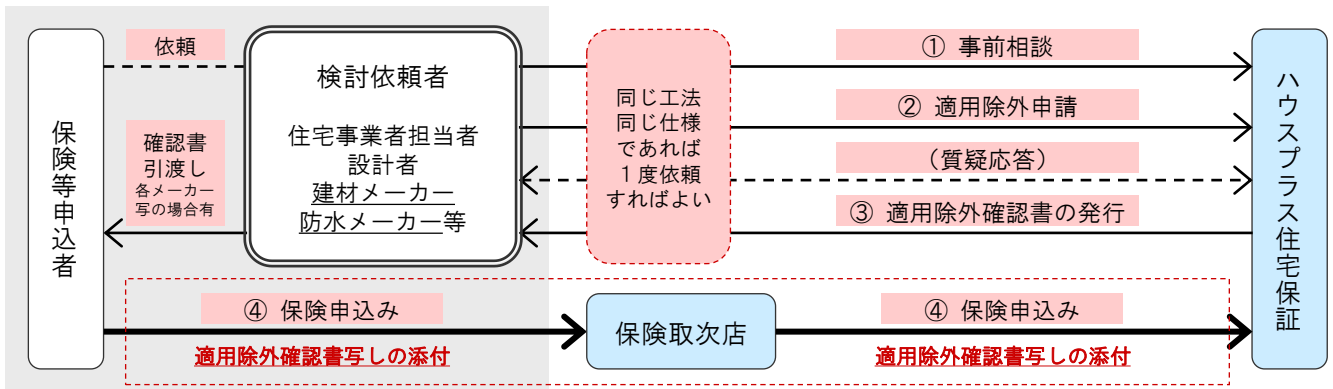 保険等申込者
依頼
確認書
引渡し
各メーカー
写の場合有
検討依頼者
住宅事業者担当者
設計者
建材メーカー
防水メーカー等
同じ工法
同じ仕様
であれば
１度依頼
すればよい
① 事前相談
② 適用除外申請
（質疑応答）
③ 適用除外確認書の発行
ハウスプラス住宅保証
④ 保険申込み
適用除外確認書写しの添付
保険取次店
④ 保険申込み
適用除外確認書写しの添付